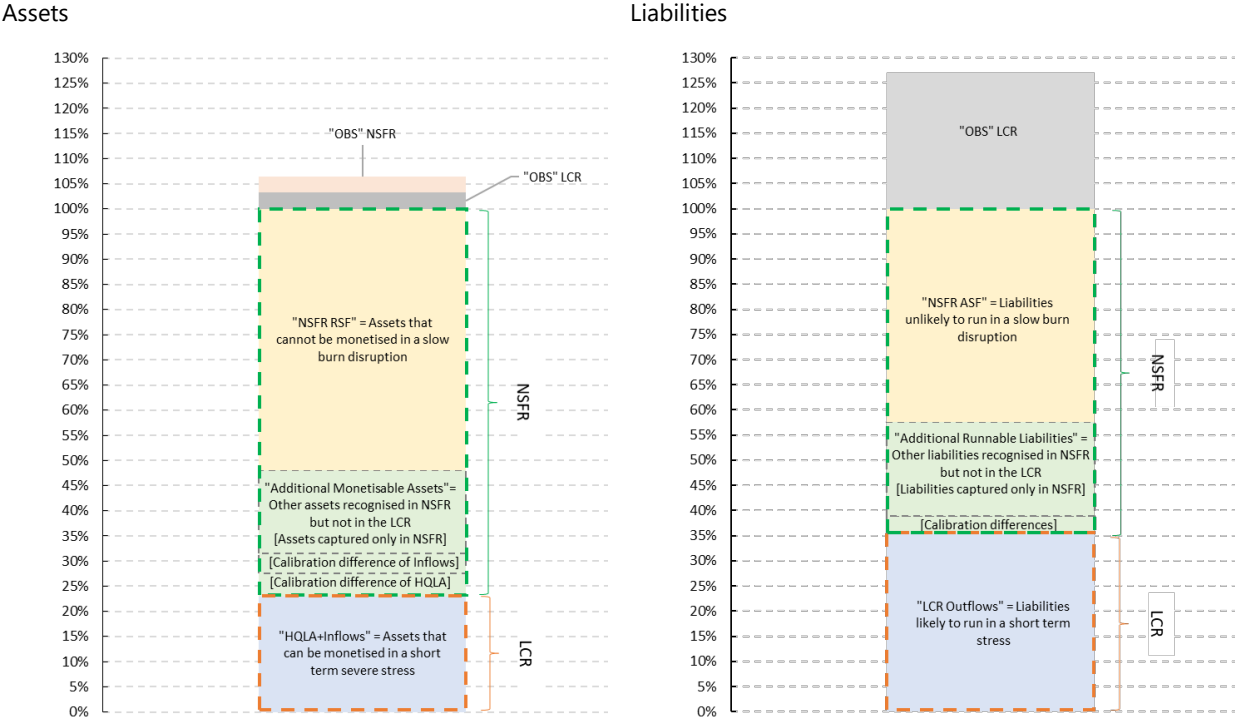 Assets
130%
125%
120%
115%
110%
105%
100%
95%
90%
85%
80%
75%
70%
65%
60%
55%
50%
45%
40%
35%
30%
25%
20%
15%
10%
5%
0%
"OBS" NSFR
"OBS" LCR
"NSFR RSF" = Assets that
cannot be monetised in a slow
burn disruption
"Additional Monetisable Assets"=
Other assets recognised in NSFR
but not in the LCR
[Assets captured only in NSFR]
[Calibration difference of Inflows]
[Calibration difference of HQLA]
"HQLA+Inflows" = Assets that
can be monetised in a short
term severe stress
NSFR
LCR
Liabilities
130%
125%
120%
115%
110%
105%
100%
95%
90%
85%
80%
75%
70%
65%
60%
55%
50%
45%
40%
35%
30%
25%
20%
15%
10%
5%
0%
"OBS" LCR
"NSFR ASF" = Liabilities
unlikely to run in a slow burn
disruption
"Additional Runnable Liabilities" =
Other liabilities recognised in NSFR
but not in the LCR
[Liabilities captured only in NSFR]
[Calibration differences]
"LCR Outflows" = Liabilities
likely to run in a short term
stress
NSFR
LCR